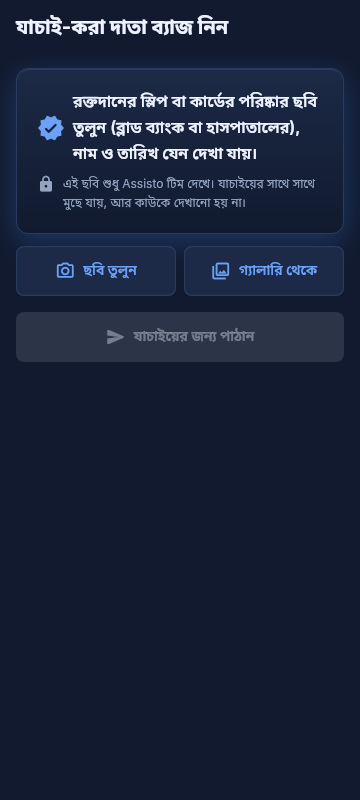 যাচাই-করা দাতা ব্যাজ নিন
রক্তদানের স্লিপ বা কার্ডের পরিষ্কার ছবি
তুলুন (ব্লাড ব্যাংক বা হাসপাতালের),
নাম ও তারিখ যেন দেখা যায়।
এই ছবি শুধু Assisto টিম দেখে। যাচাইয়ের সাথে সাথে
মুছে যায়, আর কাউকে দেখানো হয় না।
ছবি তুলুন
গ্যালারি থেকে
যাচাইয়ের জন্য পাঠান